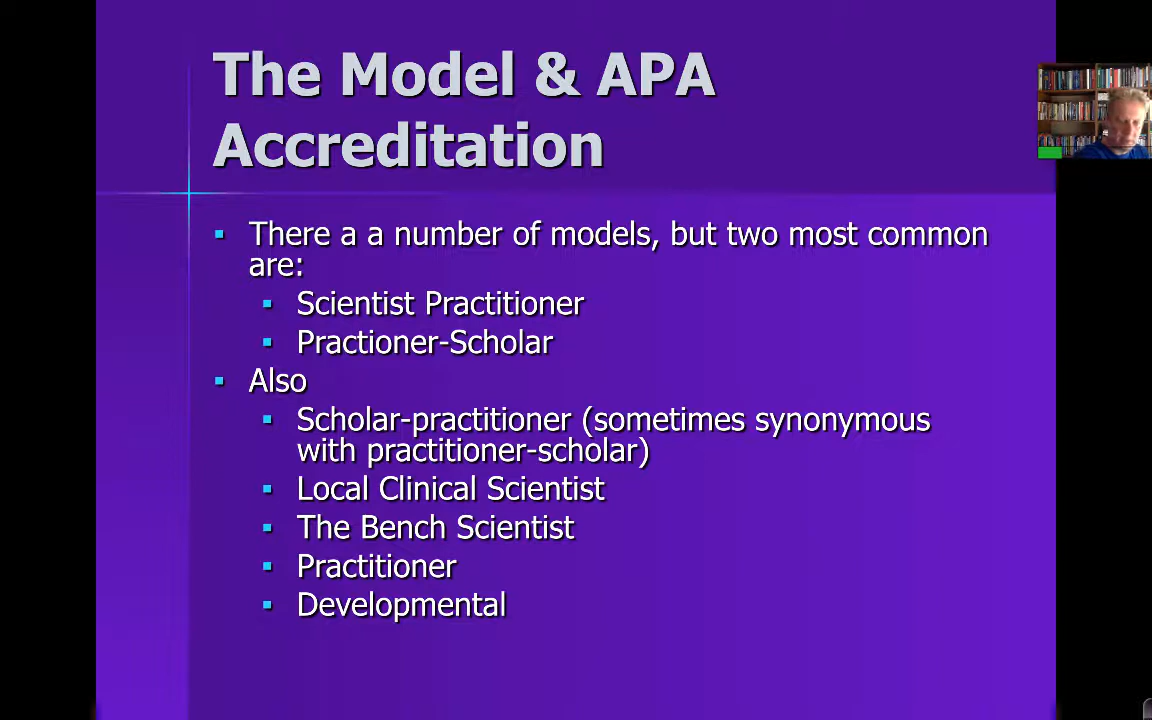 The Model & APA
Accreditation
There a a number of models, but two most common
are:
Scientist Practitioner
Practioner-Scholar
Also
Scholar-practitioner (sometimes synonymous
with practitioner-scholar)
Local Clinical Scientist
The Bench Scientist
Practitioner
Developmental